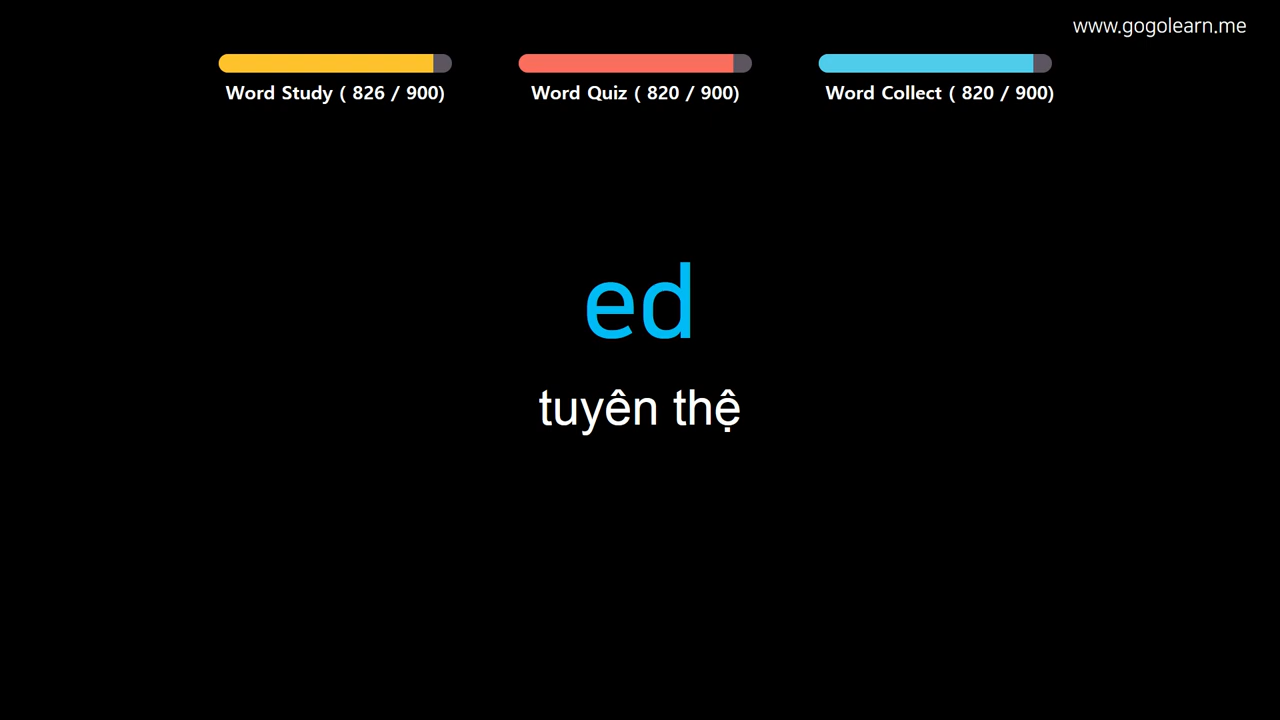 www.gogolearn.me
Word Study ( 826 / 900)
Word Quiz ( 820 / 900)
Word Collect ( 820 / 900)
ed
tuyên thệ